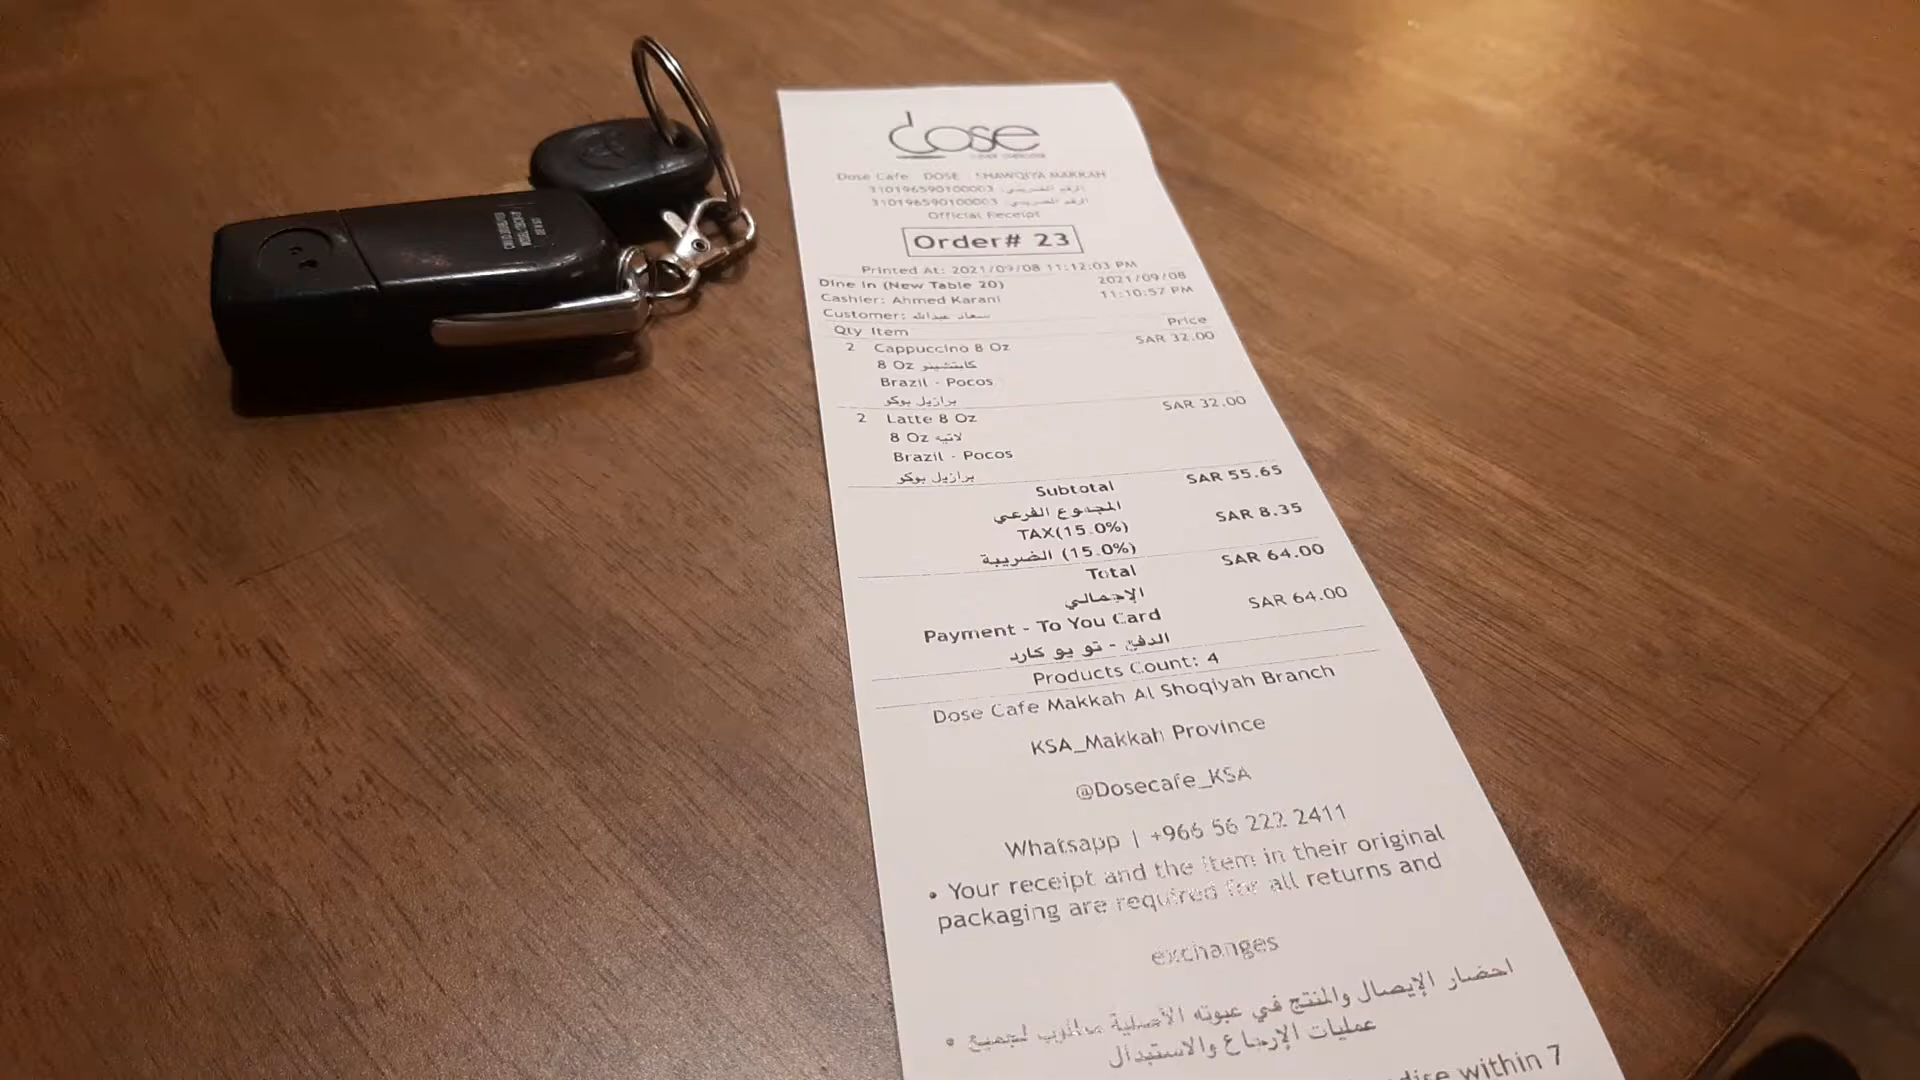 dose
Dose Cafe DOSE SHAWQIYA MAKKAH
310196590100003 :الرقم الضريبي
310196590100003 :الرقم الضريبي
Official Receipt
Order# 23
Printed At: 2021/09/08 11:12:03 PM
Dine In (New Table 20) 2021/09/08
Cashier: Ahmed Karani 11:10:57 PM
Customer: سعاد عبدالله
Qty Item Price
2 Cappuccino 8 Oz SAR 32.00
8 Oz كابتشينو
Brazil - Pocos
برازيل بوكو
2 Latte 8 Oz SAR 32.00
8 Oz لاتيه
Brazil - Pocos
برازيل بوكو
Subtotal SAR 55.65
المجموع الفرعي
TAX(15.0%) SAR 8.35
الضريبة (15.0%)
Total SAR 64.00
الإجمالي
Payment - To You Card SAR 64.00
الدفع - تو يو كارد
Products Count: 4
Dose Cafe Makkah Al Shoqiyah Branch
KSA_Makkah Province
@Dosecafe_KSA
Whatsapp | +966 56 222 2411
• Your receipt and the item in their original
packaging are required for all returns and
exchanges
• احضار الإيصال والمنتج في عبوته الأصلية مطلوب لجميع
عمليات الإرجاع والاستبدال
within 7